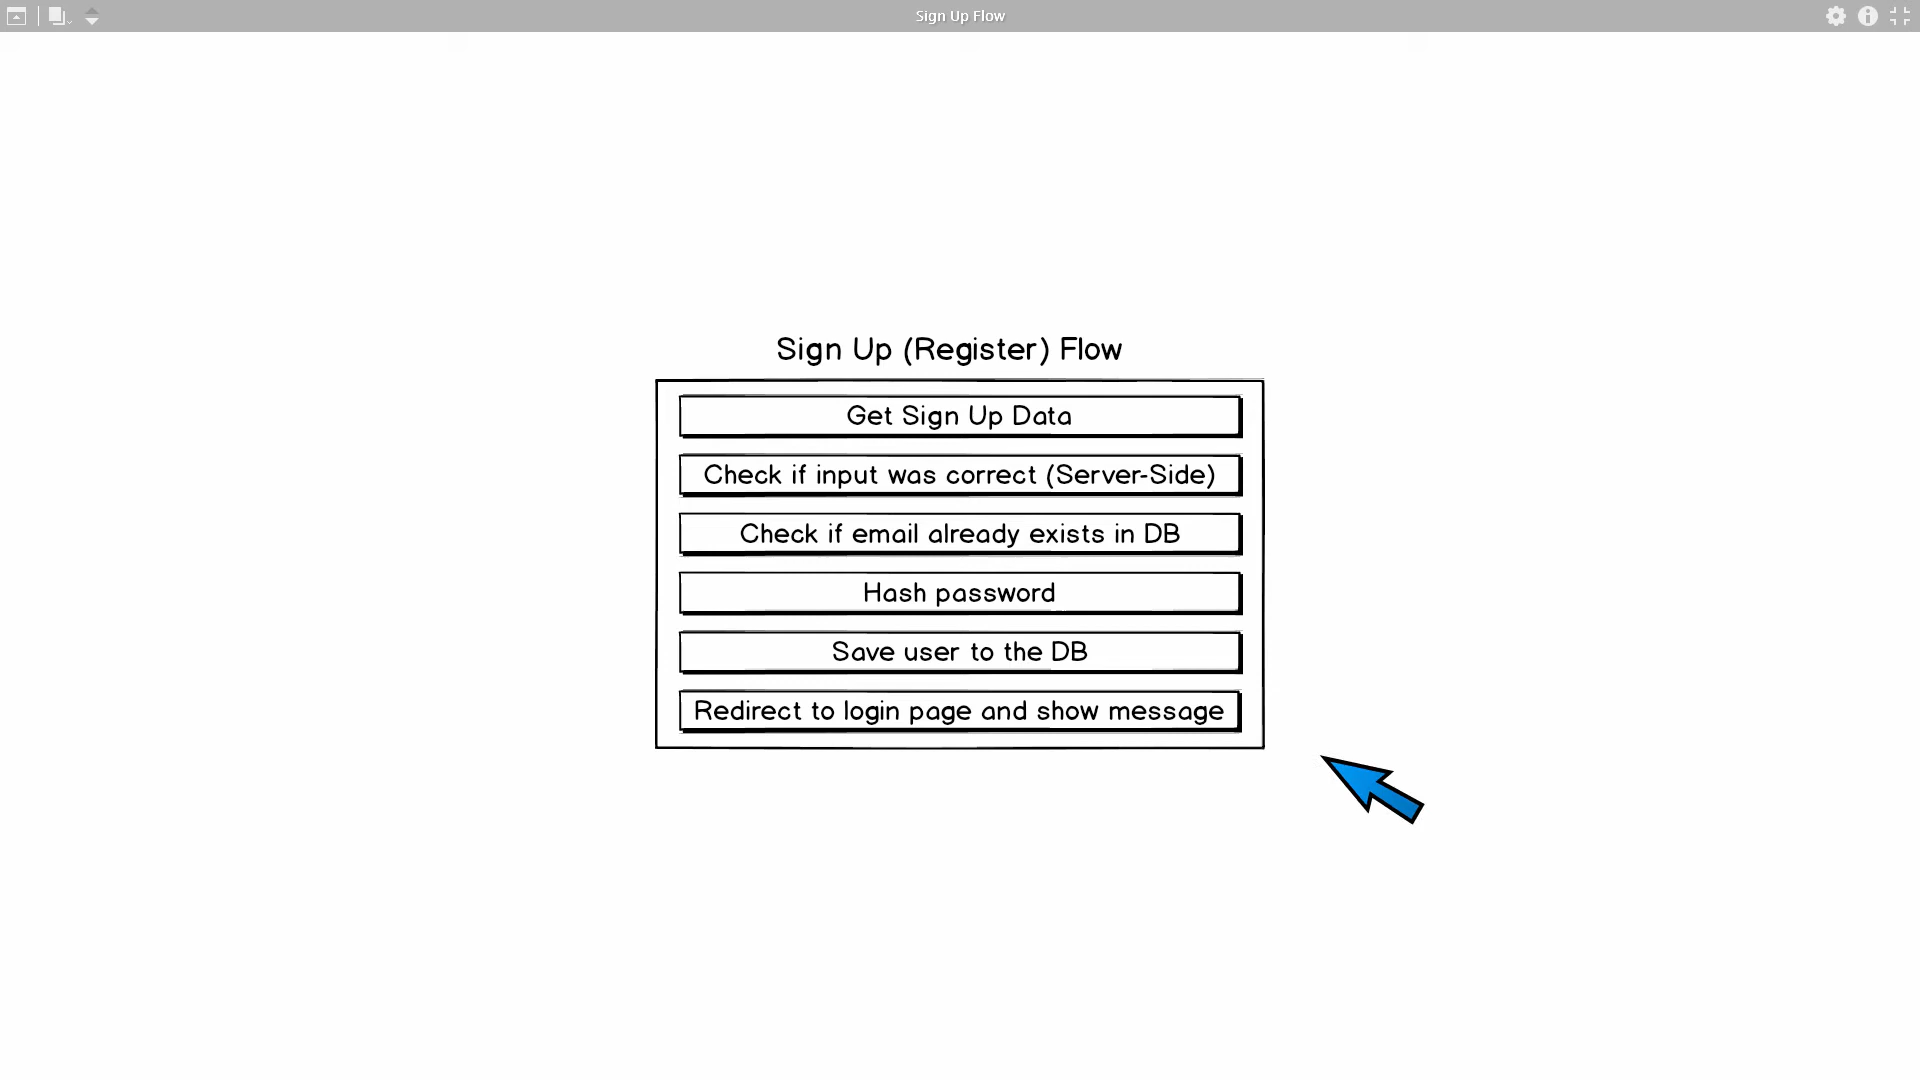 Sign Up Flow
Sign Up (Register) Flow
Get Sign Up Data
Check if input was correct (Server-Side)
Check if email already exists in DB
Hash password
Save user to the DB
Redirect to login page and show message